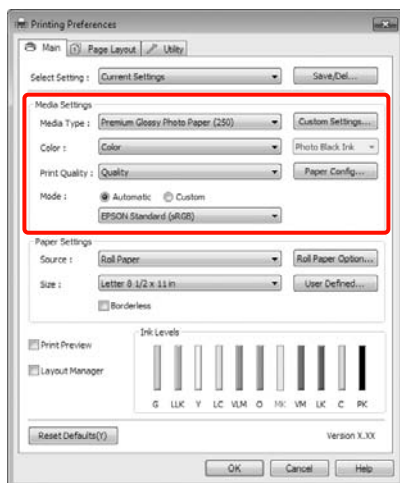 Printing Preferences
Main Page Layout Utility
Select Setting : Current Settings Save/Del...
Media Settings
Media Type : Premium Glossy Photo Paper (250) Custom Settings...
Color : Color Photo Black Ink
Print Quality : Quality Paper Config...
Mode : Automatic Custom
EPSON Standard (sRGB)
Paper Settings
Source : Roll Paper Roll Paper Option...
Size : Letter 8 1/2 x 11 in User Defined...
Borderless
Ink Levels
Print Preview
Layout Manager
G LLK Y LC VLM O MK VM LK C PK
Reset Defaults(Y) Version X.XX
OK Cancel Help